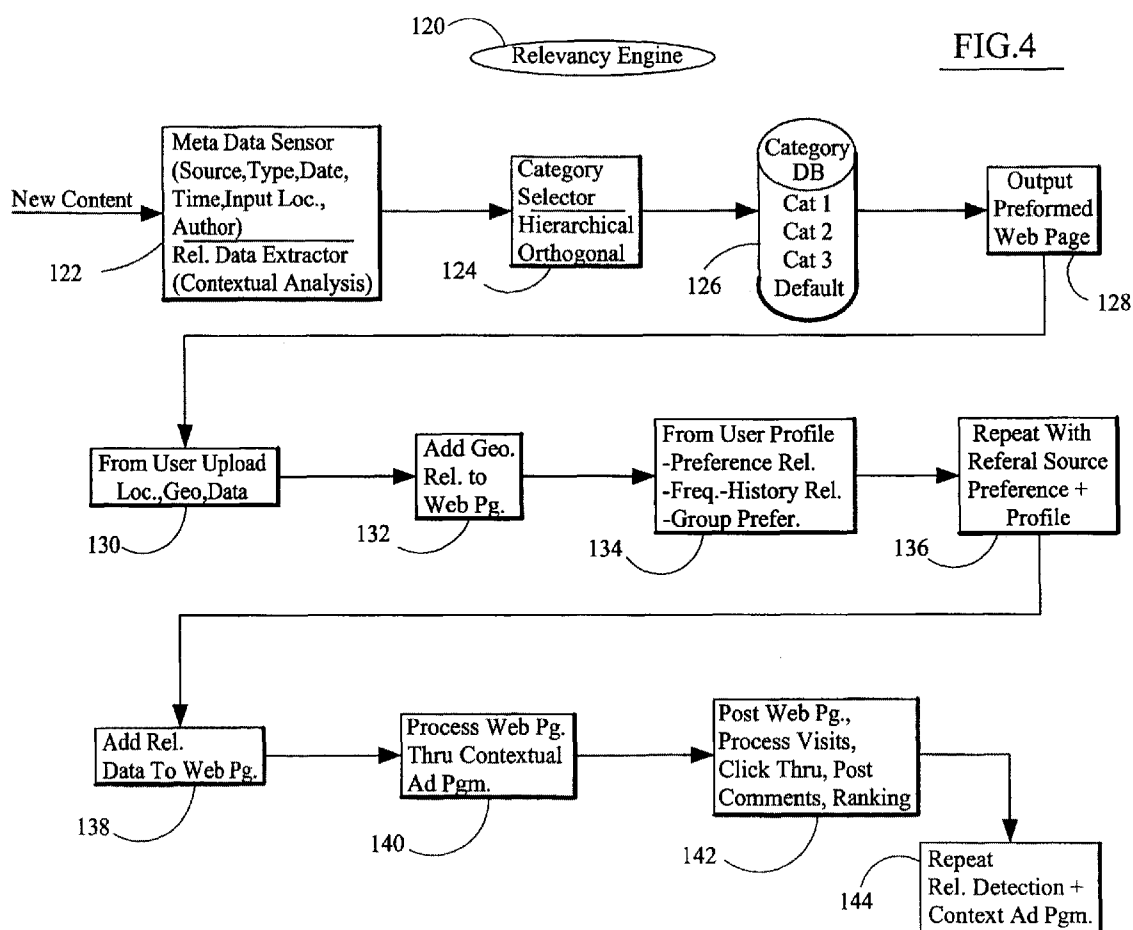 120
Relevancy Engine
FIG.4
New Content
Meta Data Sensor
(Source,Type,Date,
Time,Input Loc.,
Author)
Rel. Data Extractor
(Contextual Analysis)
122
Category
Selector
Hierarchical
Orthogonal
124
Category
DB
Cat 1
Cat 2
Cat 3
Default
126
Output
Preformed
Web Page
128
From User Upload
Loc.,Geo,Data
130
Add Geo.
Rel. to
Web Pg.
132
From User Profile
-Preference Rel.
-Freq.-History Rel.
-Group Prefer.
134
Repeat With
Referal Source
Preference +
Profile
136
Add Rel.
Data To Web Pg.
138
Process Web Pg.
Thru Contextual
Ad Pgm.
140
Post Web Pg.,
Process Visits,
Click Thru, Post
Comments, Ranking
142
Repeat
Rel. Detection +
Context Ad Pgm.
144